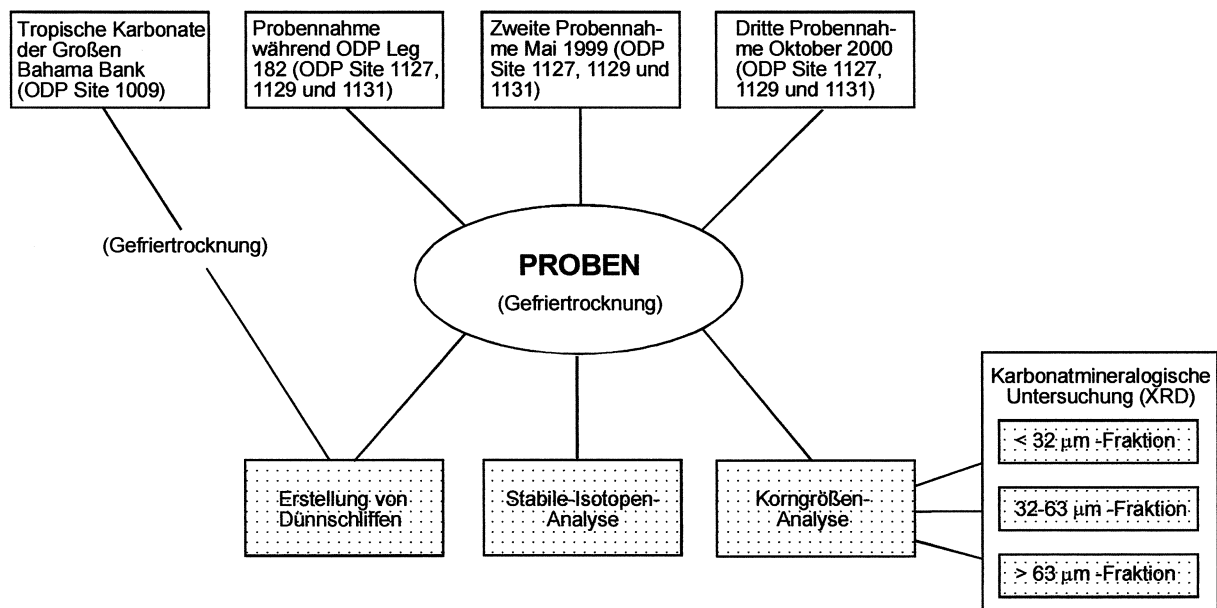 Tropische Karbonate
der Großen
Bahama Bank
(ODP Site 1009)
Probennahme
während ODP Leg
182 (ODP Site 1127,
1129 und 1131)
Zweite Probennah-
me Mai 1999 (ODP
Site 1127, 1129 und
1131)
Dritte Probennah-
me Oktober 2000
(ODP Site 1127,
1129 und 1131)
(Gefriertrocknung)
PROBEN
(Gefriertrocknung)
Erstellung von
Dünnschliffen
Stabile-Isotopen-
Analyse
Korngrößen-
Analyse
Karbonatmineralogische
Untersuchung (XRD)
< 32 µm -Fraktion
32-63 µm -Fraktion
> 63 µm -Fraktion